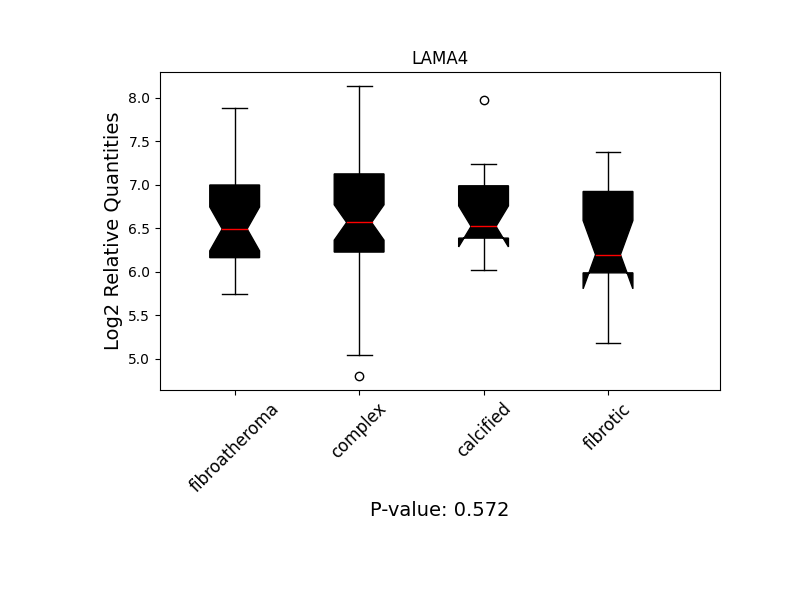 LAMA4
Log2 Relative Quantities
8.0
7.5
7.0
6.5
6.0
5.5
5.0
fibroatheroma
complex
calcified
fibrotic
P-value: 0.572